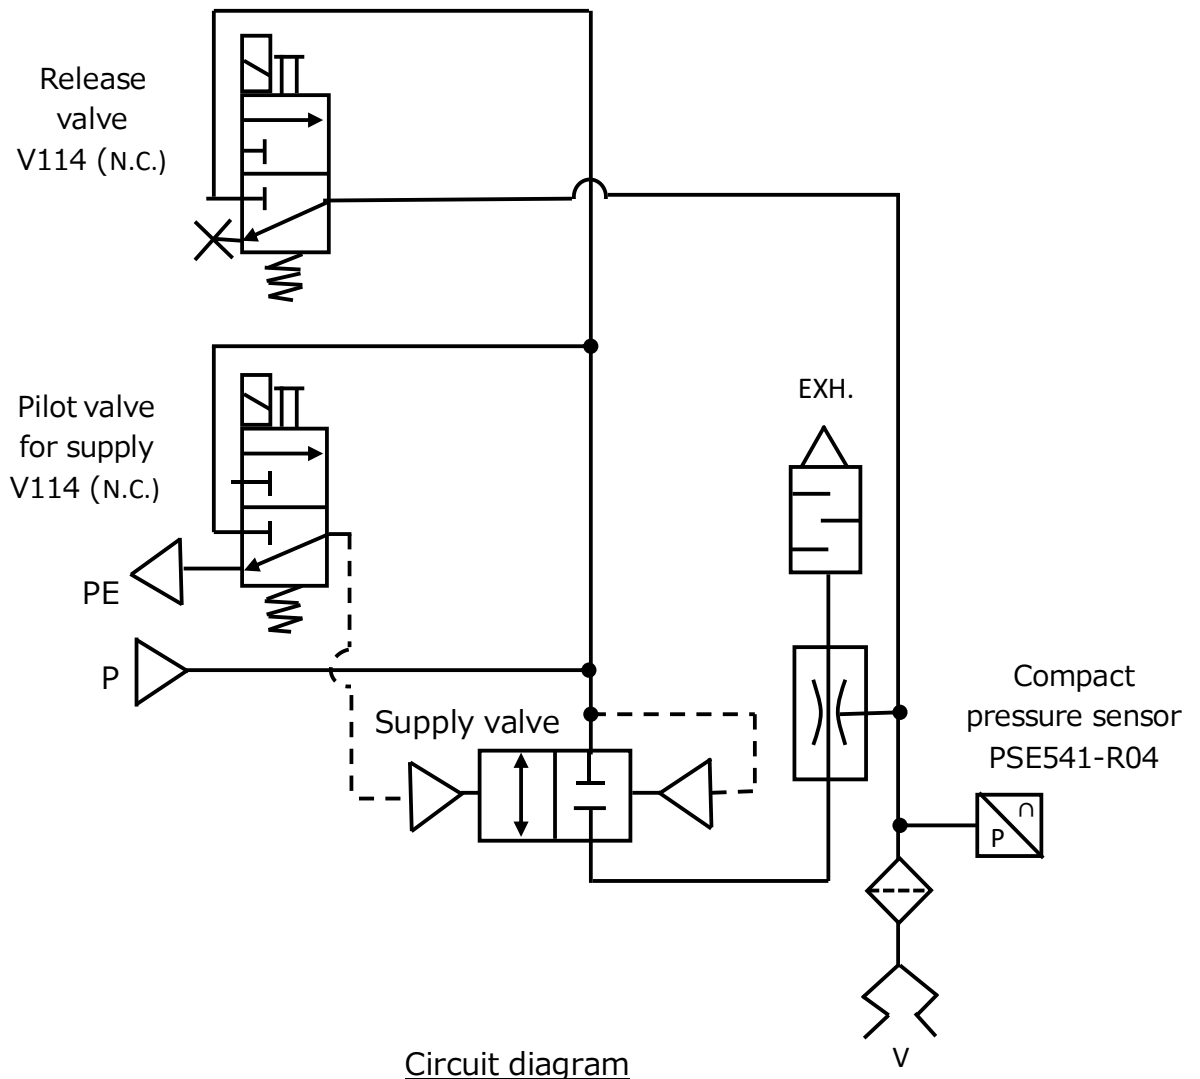 Release
valve
V114 (N.C.)
EXH.
Pilot valve
for supply
V114 (N.C.)
PE
P
Supply valve
Compact
pressure sensor
PSE541-R04
∩
P
V
Circuit diagram